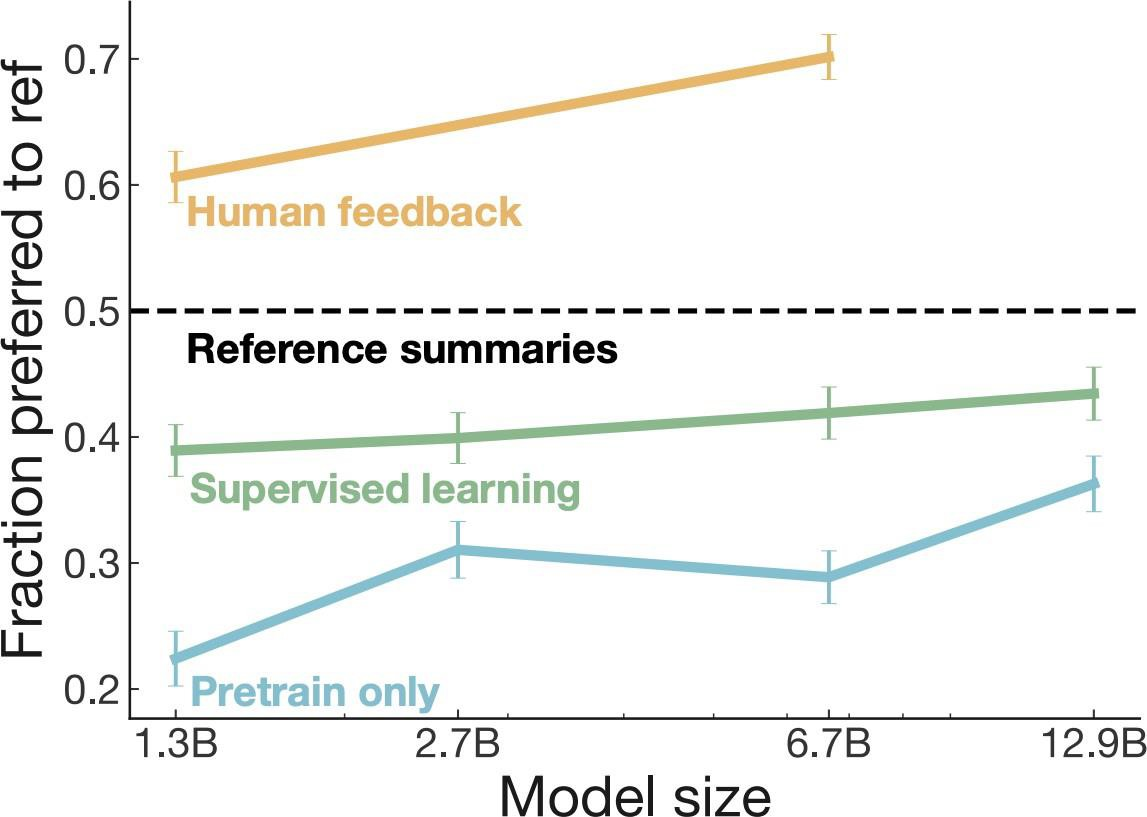 Fraction preferred to ref
0.7
0.6
0.5
0.4
0.3
0.2
Human feedback
Reference summaries
Supervised learning
Pretrain only
1.3B 2.7B 6.7B 12.9B
Model size